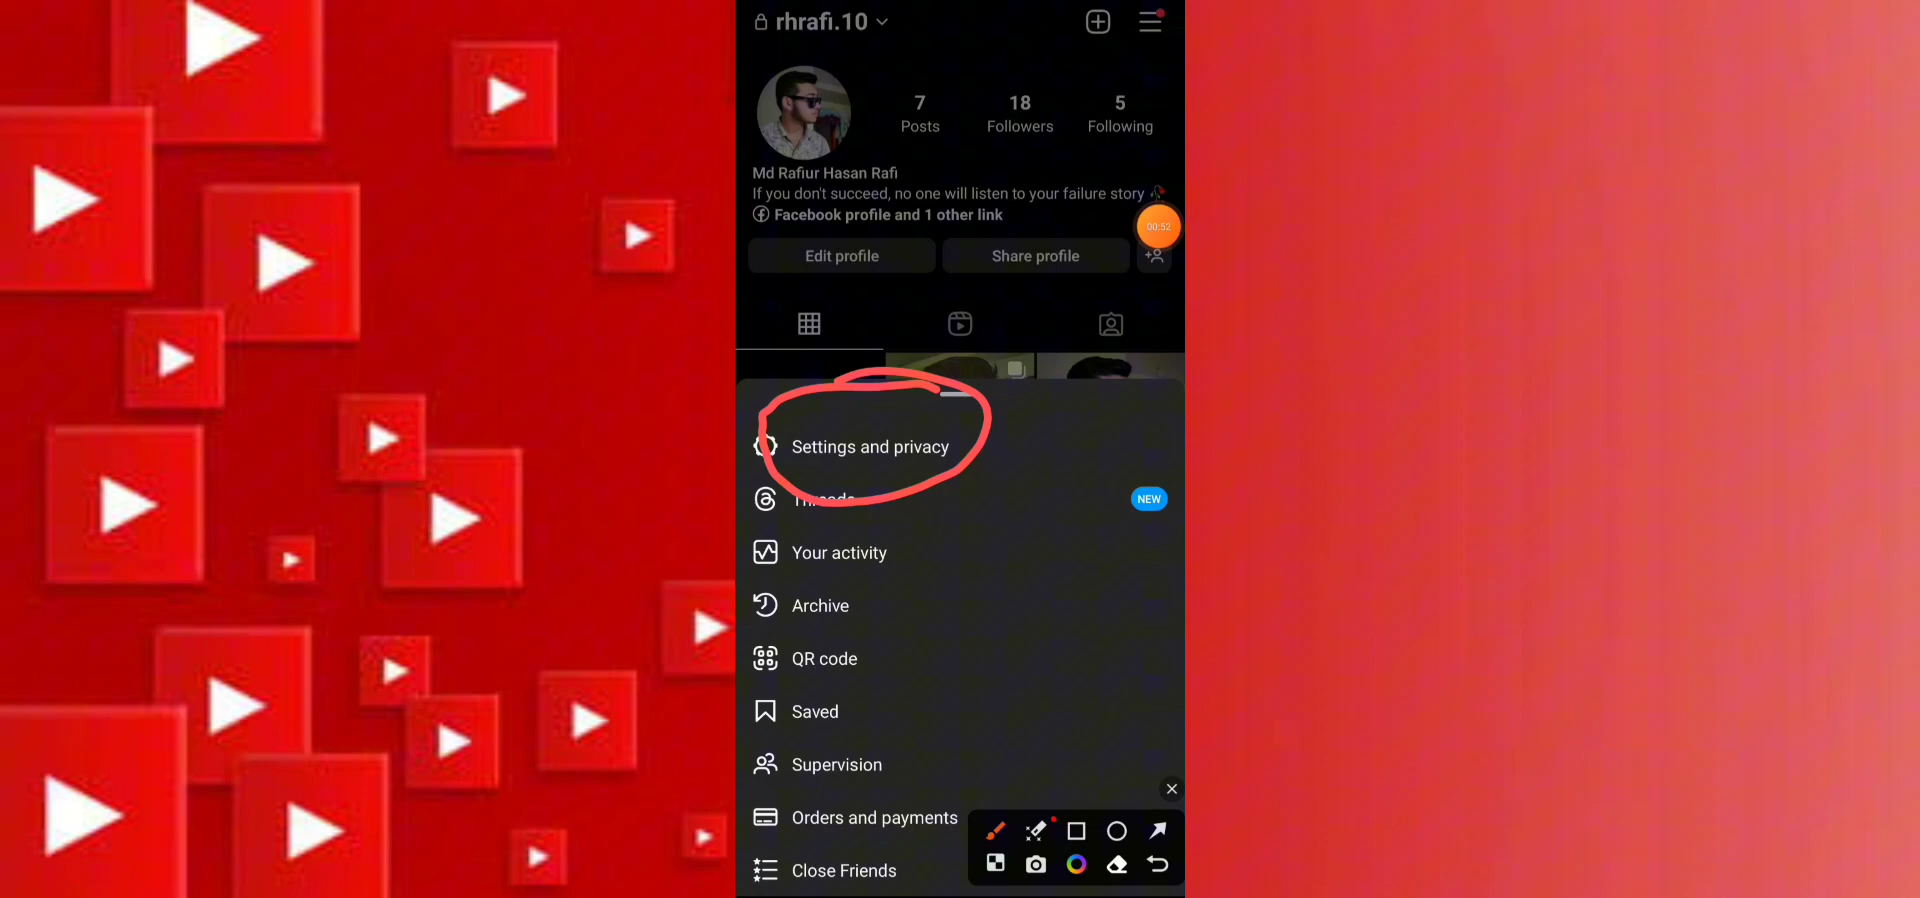 rhrafi.10
7
18
5
Posts
Followers
Following
Md Rafiur Hasan Rafi
If you don't succeed, no one will listen to your failure story
Facebook profile and 1 other link
00:52
Edit profile
Share profile
Settings and privacy
Threads
NEW
Your activity
Archive
QR code
Saved
Supervision
Orders and payments
Close Friends